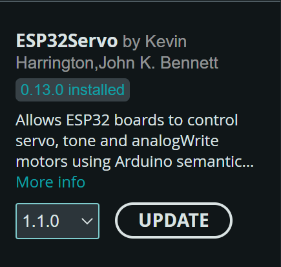 ESP32Servo by Kevin
Harrington,John K. Bennett
0.13.0 installed
Allows ESP32 boards to control
servo, tone and analogWrite
motors using Arduino semantic...
More info
1.1.0
UPDATE